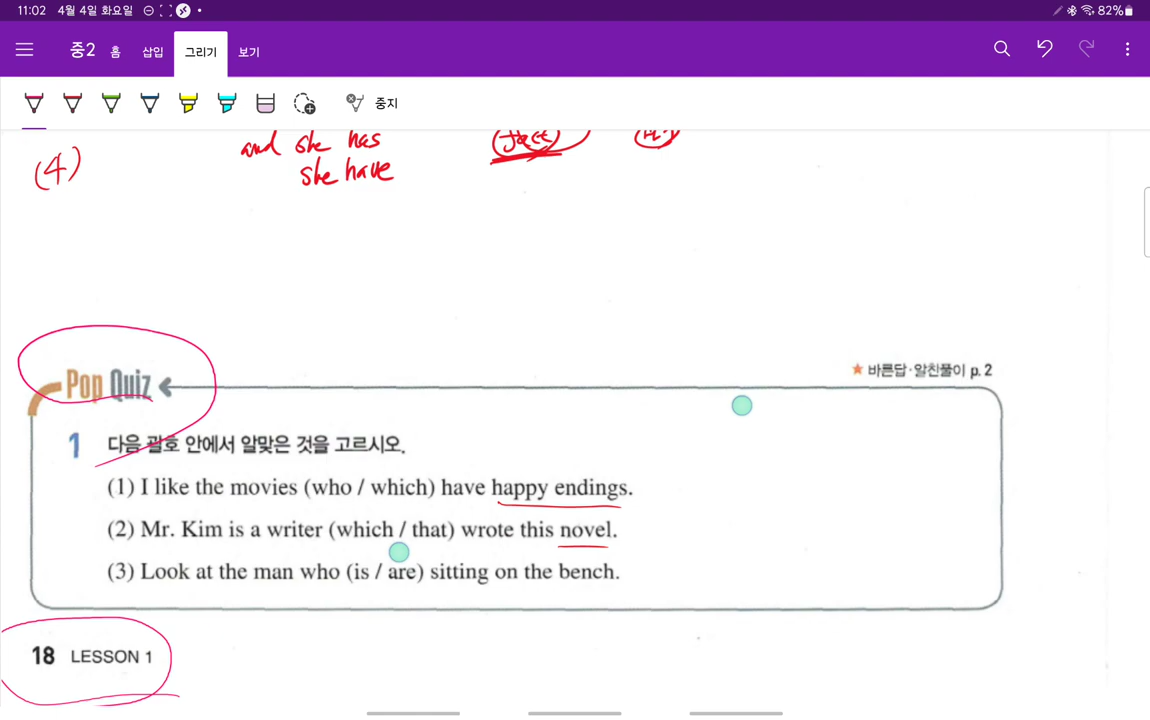 11:02 4월 4일 화요일 82%
중2 홈 삽입 그리기 보기
중지
and she has
she have
(4)
Pop Quiz
★ 바른답·알찬풀이 p. 2
1 다음 괄호 안에서 알맞은 것을 고르시오.
(1) I like the movies (who / which) have happy endings.
(2) Mr. Kim is a writer (which / that) wrote this novel.
(3) Look at the man who (is / are) sitting on the bench.
18 LESSON 1